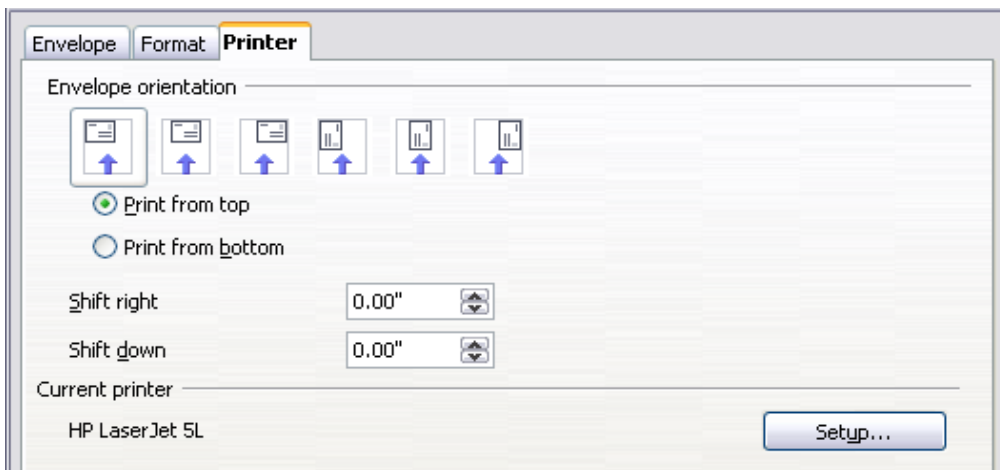 Envelope Format Printer
Envelope orientation
Print from top
Print from bottom
Shift right 0.00"
Shift down 0.00"
Current printer
HP LaserJet 5L Setup...